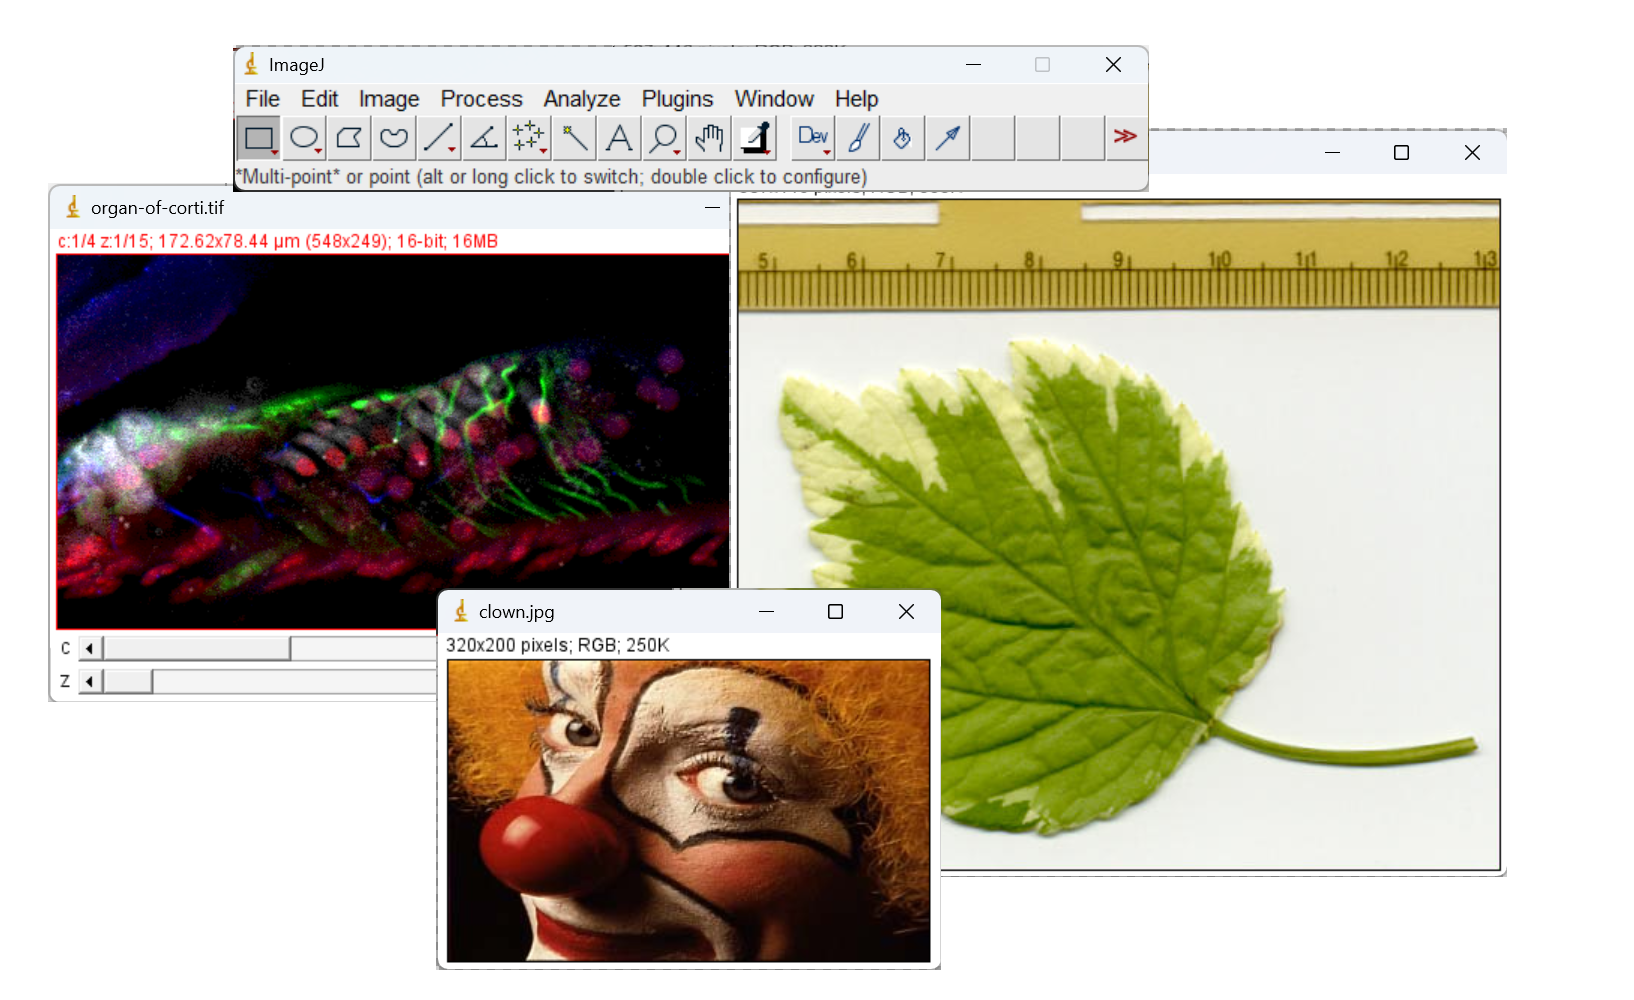 ImageJ
File Edit Image Process Analyze Plugins Window Help
A Dev
*Multi-point* or point (alt or long click to switch; double click to configure)
organ-of-corti.tif
c:1/4 z:1/15; 172.62x78.44 µm (548x249); 16-bit; 16MB
5 6 7 8 9 10 11 12 13
C
Z
clown.jpg
320x200 pixels; RGB; 250K